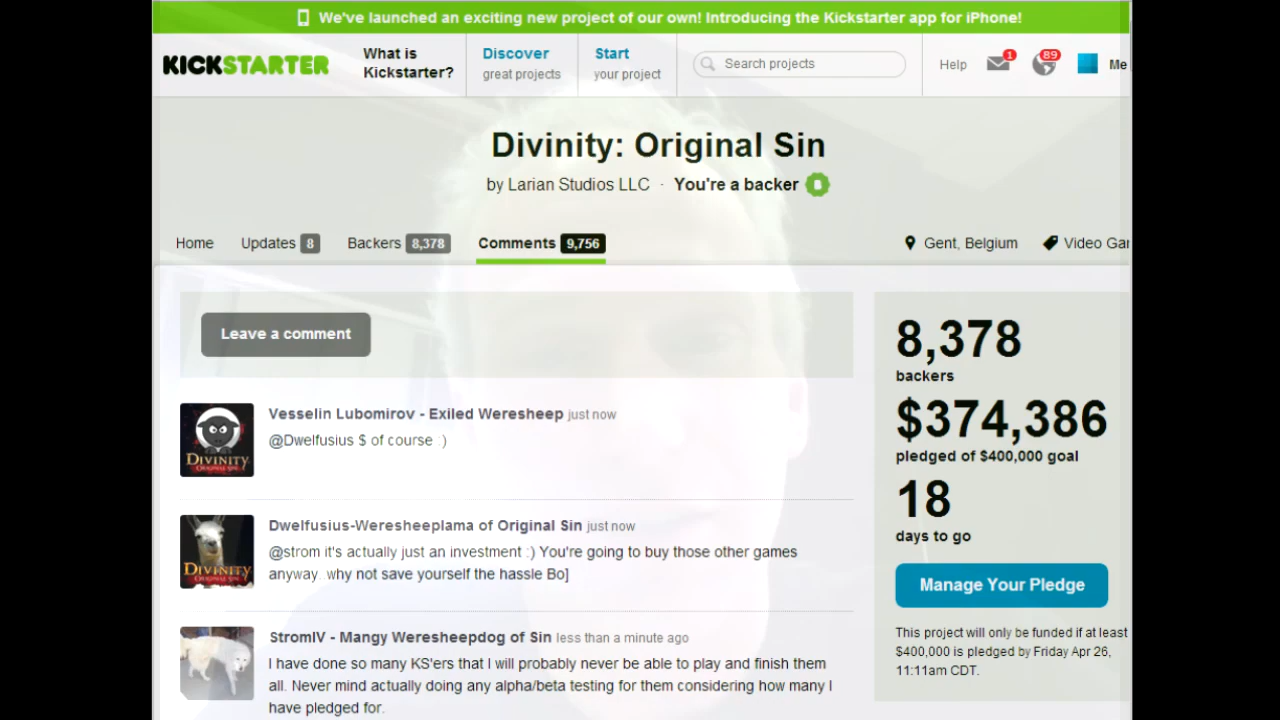 We've launched an exciting new project of our own! Introducing the Kickstarter app for iPhone!
KICKSTARTER
What is
Kickstarter?
Discover
great projects
Start
your project
Search projects
Help
1
89
Me
Divinity: Original Sin
by Larian Studios LLC · You're a backer
Home
Updates 8
Backers 8,378
Comments 9,756
Gent, Belgium
Video Gar
Leave a comment
8,378
backers
$374,386
pledged of $400,000 goal
18
days to go
Manage Your Pledge
This project will only be funded if at least
$400,000 is pledged by Friday Apr 26,
11:11am CDT.
DIVINITY
ORIGINAL SIN
Vesselin Lubomirov - Exiled Weresheep just now
@Dwelfusius $ of course :)
DIVINITY
ORIGINAL SIN
Dwelfusius-Weresheeplama of Original Sin just now
@strom it's actually just an investment :) You're going to buy those other games
anyway. why not save yourself the hassle Bo]
StromIV - Mangy Weresheepdog of Sin less than a minute ago
I have done so many KS'ers that I will probably never be able to play and finish them
all. Never mind actually doing any alpha/beta testing for them considering how many I
have pledged for.